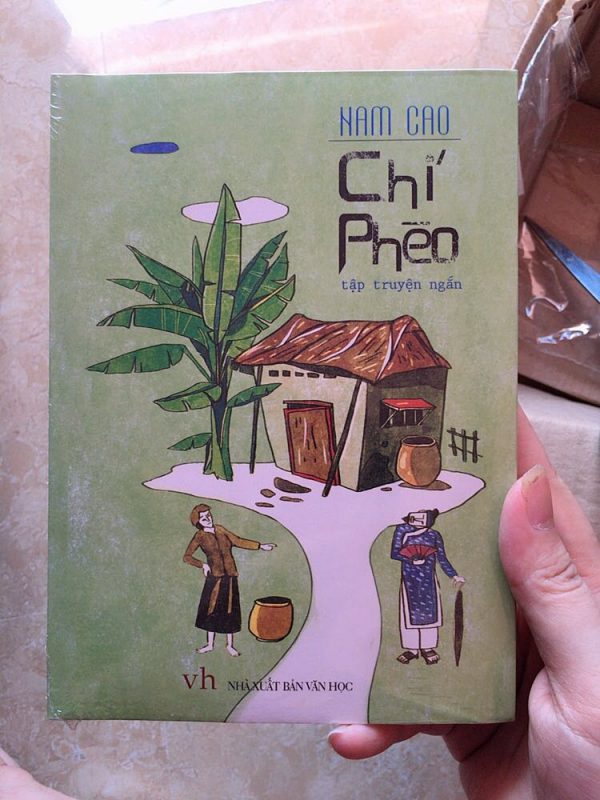 NAM CAO
Chí
Phèo
tập truyện ngắn
vh NHÀ XUẤT BẢN VĂN HỌC